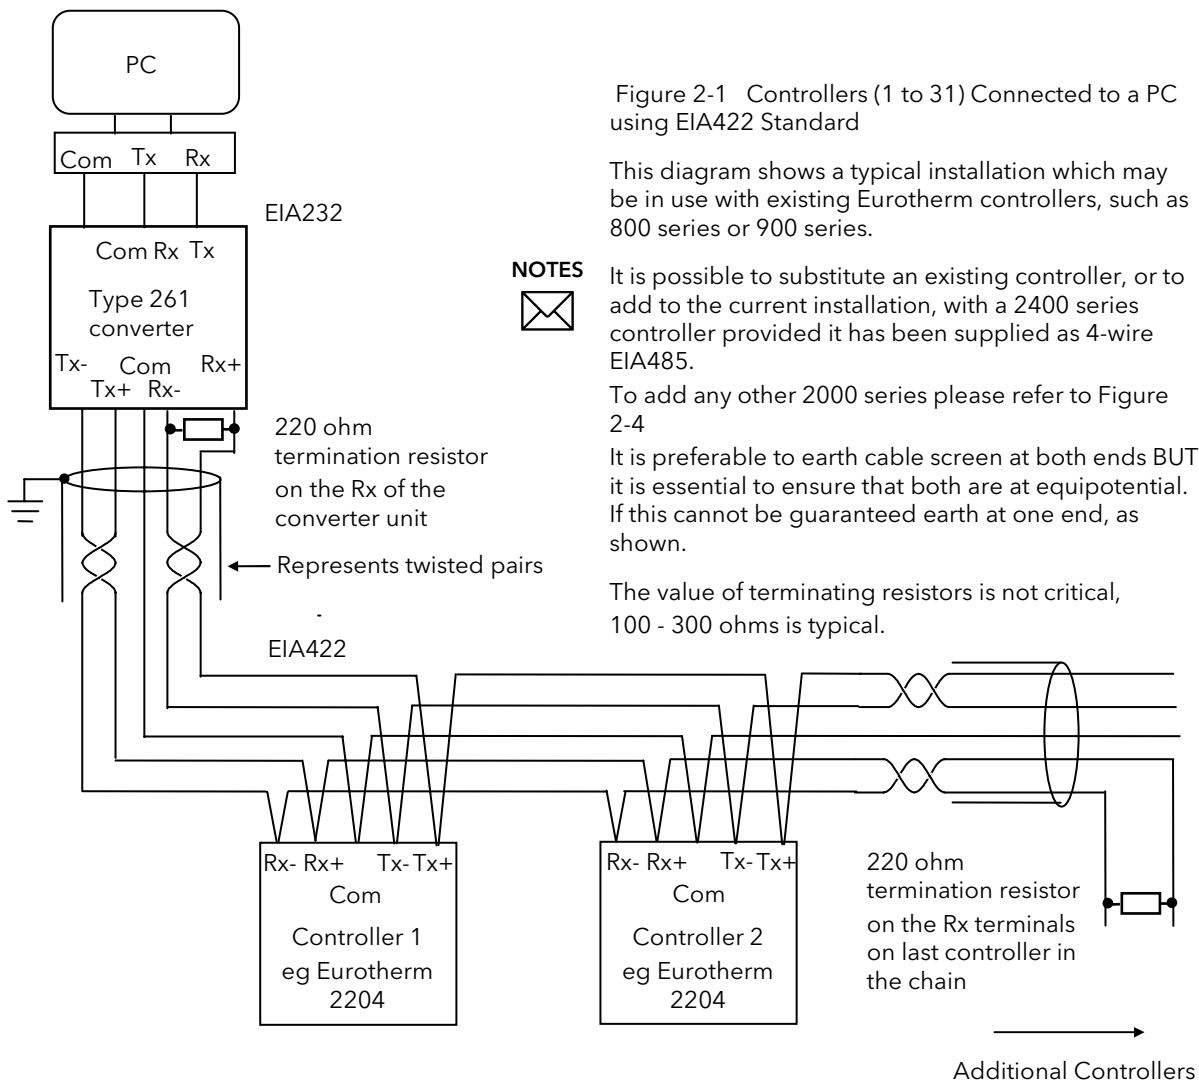 PC
Com Tx Rx
EIA232
Com Rx Tx
Type 261
converter
Tx- Com Rx+
Tx+ Rx-
220 ohm
termination resistor
on the Rx of the
converter unit
Represents twisted pairs
-
EIA422
Figure 2-1 Controllers (1 to 31) Connected to a PC
using EIA422 Standard
This diagram shows a typical installation which may
be in use with existing Eurotherm controllers, such as
800 series or 900 series.
NOTES
It is possible to substitute an existing controller, or to
add to the current installation, with a 2400 series
controller provided it has been supplied as 4-wire
EIA485.
To add any other 2000 series please refer to Figure
2-4
It is preferable to earth cable screen at both ends BUT
it is essential to ensure that both are at equipotential.
If this cannot be guaranteed earth at one end, as
shown.
The value of terminating resistors is not critical,
100 - 300 ohms is typical.
Rx- Rx+ Tx- Tx+
Com
Controller 1
eg Eurotherm
2204
Rx- Rx+ Tx- Tx+
Com
Controller 2
eg Eurotherm
2204
220 ohm
termination resistor
on the Rx terminals
on last controller in
the chain
Additional Controllers